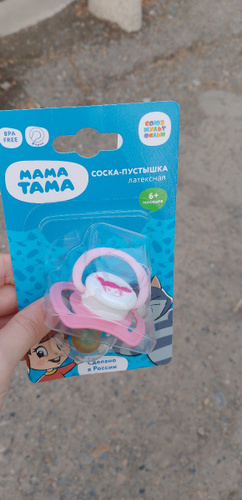 BPA
FREE
СОЮЗ
МУЛЬТ
ФИЛЬМ
МАМА
ТАМА
СОСКА-ПУСТЫШКА
латексная
6+
месяцев
Сделано
в России